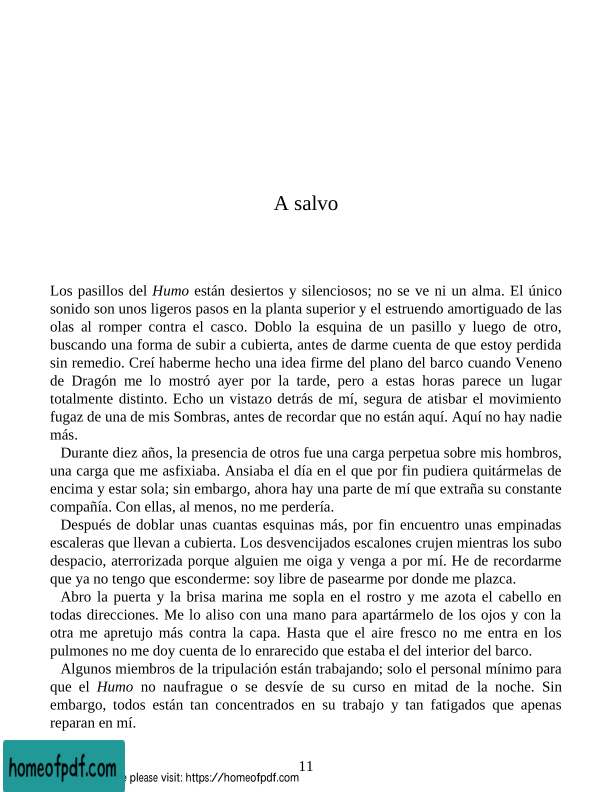 A salvo
Los pasillos del Humo están desiertos y silenciosos; no se ve ni un alma. El único
sonido son unos ligeros pasos en la planta superior y el estruendo amortiguado de las
olas al romper contra el casco. Doblo la esquina de un pasillo y luego de otro,
buscando una forma de subir a cubierta, antes de darme cuenta de que estoy perdida
sin remedio. Creí haberme hecho una idea firme del plano del barco cuando Veneno
de Dragón me lo mostró ayer por la tarde, pero a estas horas parece un lugar
totalmente distinto. Echo un vistazo detrás de mí, segura de atisbar el movimiento
fugaz de una de mis Sombras, antes de recordar que no están aquí. Aquí no hay nadie
más.
Durante diez años, la presencia de otros fue una carga perpetua sobre mis hombros,
una carga que me asfixiaba. Ansiaba el día en el que por fin pudiera quitármelas de
encima y estar sola; sin embargo, ahora hay una parte de mí que extraña su constante
compañía. Con ellas, al menos, no me perdería.
Después de doblar unas cuantas esquinas más, por fin encuentro unas empinadas
escaleras que llevan a cubierta. Los desvencijados escalones crujen mientras los subo
despacio, aterrorizada porque alguien me oiga y venga a por mí. He de recordarme
que ya no tengo que esconderme: soy libre de pasearme por donde me plazca.
Abro la puerta y la brisa marina me sopla en el rostro y me azota el cabello en
todas direcciones. Me lo aliso con una mano para apartármelo de los ojos y con la
otra me apretujo más contra la capa. Hasta que el aire fresco no me entra en los
pulmones no me doy cuenta de lo enrarecido que estaba el del interior del barco.
Algunos miembros de la tripulación están trabajando; solo el personal mínimo para
que el Humo no naufrague o se desvíe de su curso en mitad de la noche. Sin
embargo, todos están tan concentrados en su trabajo y tan fatigados que apenas
reparan en mí.
11
homeofpdf.com
please visit: https://homeofpdf.com